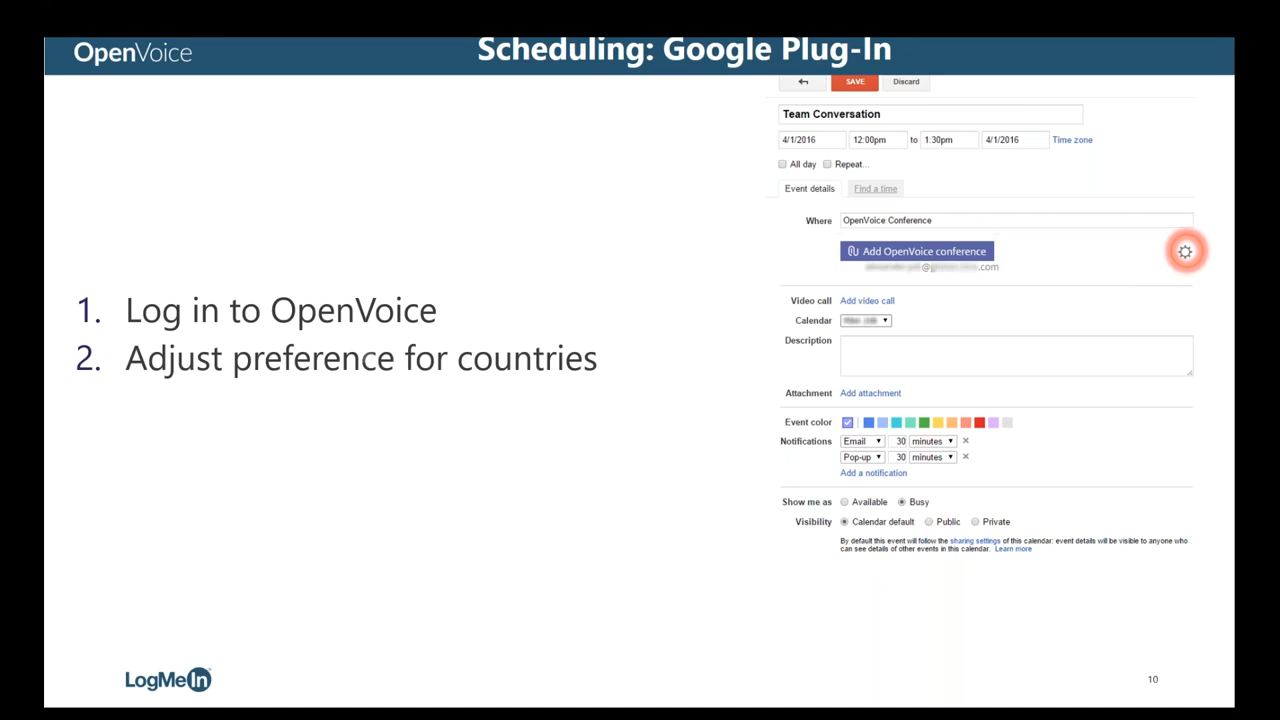 OpenVoice
Scheduling: Google Plug-In
SAVE Discard
Team Conversation
4/1/2016 12:00pm to 1:30pm 4/1/2016 Time zone
All day Repeat...
Event details Find a time
Where OpenVoice Conference
Add OpenVoice conference
.com
1. Log in to OpenVoice
2. Adjust preference for countries
Video call Add video call
Calendar
Description
Attachment Add attachment
Event color
Notifications Email 30 minutes ×
Pop-up 30 minutes ×
Add a notification
Show me as Available Busy
Visibility Calendar default Public Private
By default this event will follow the sharing settings of this calendar: event details will be visible to anyone who
can see details of other events in this calendar. Learn more
LogMeIn
10